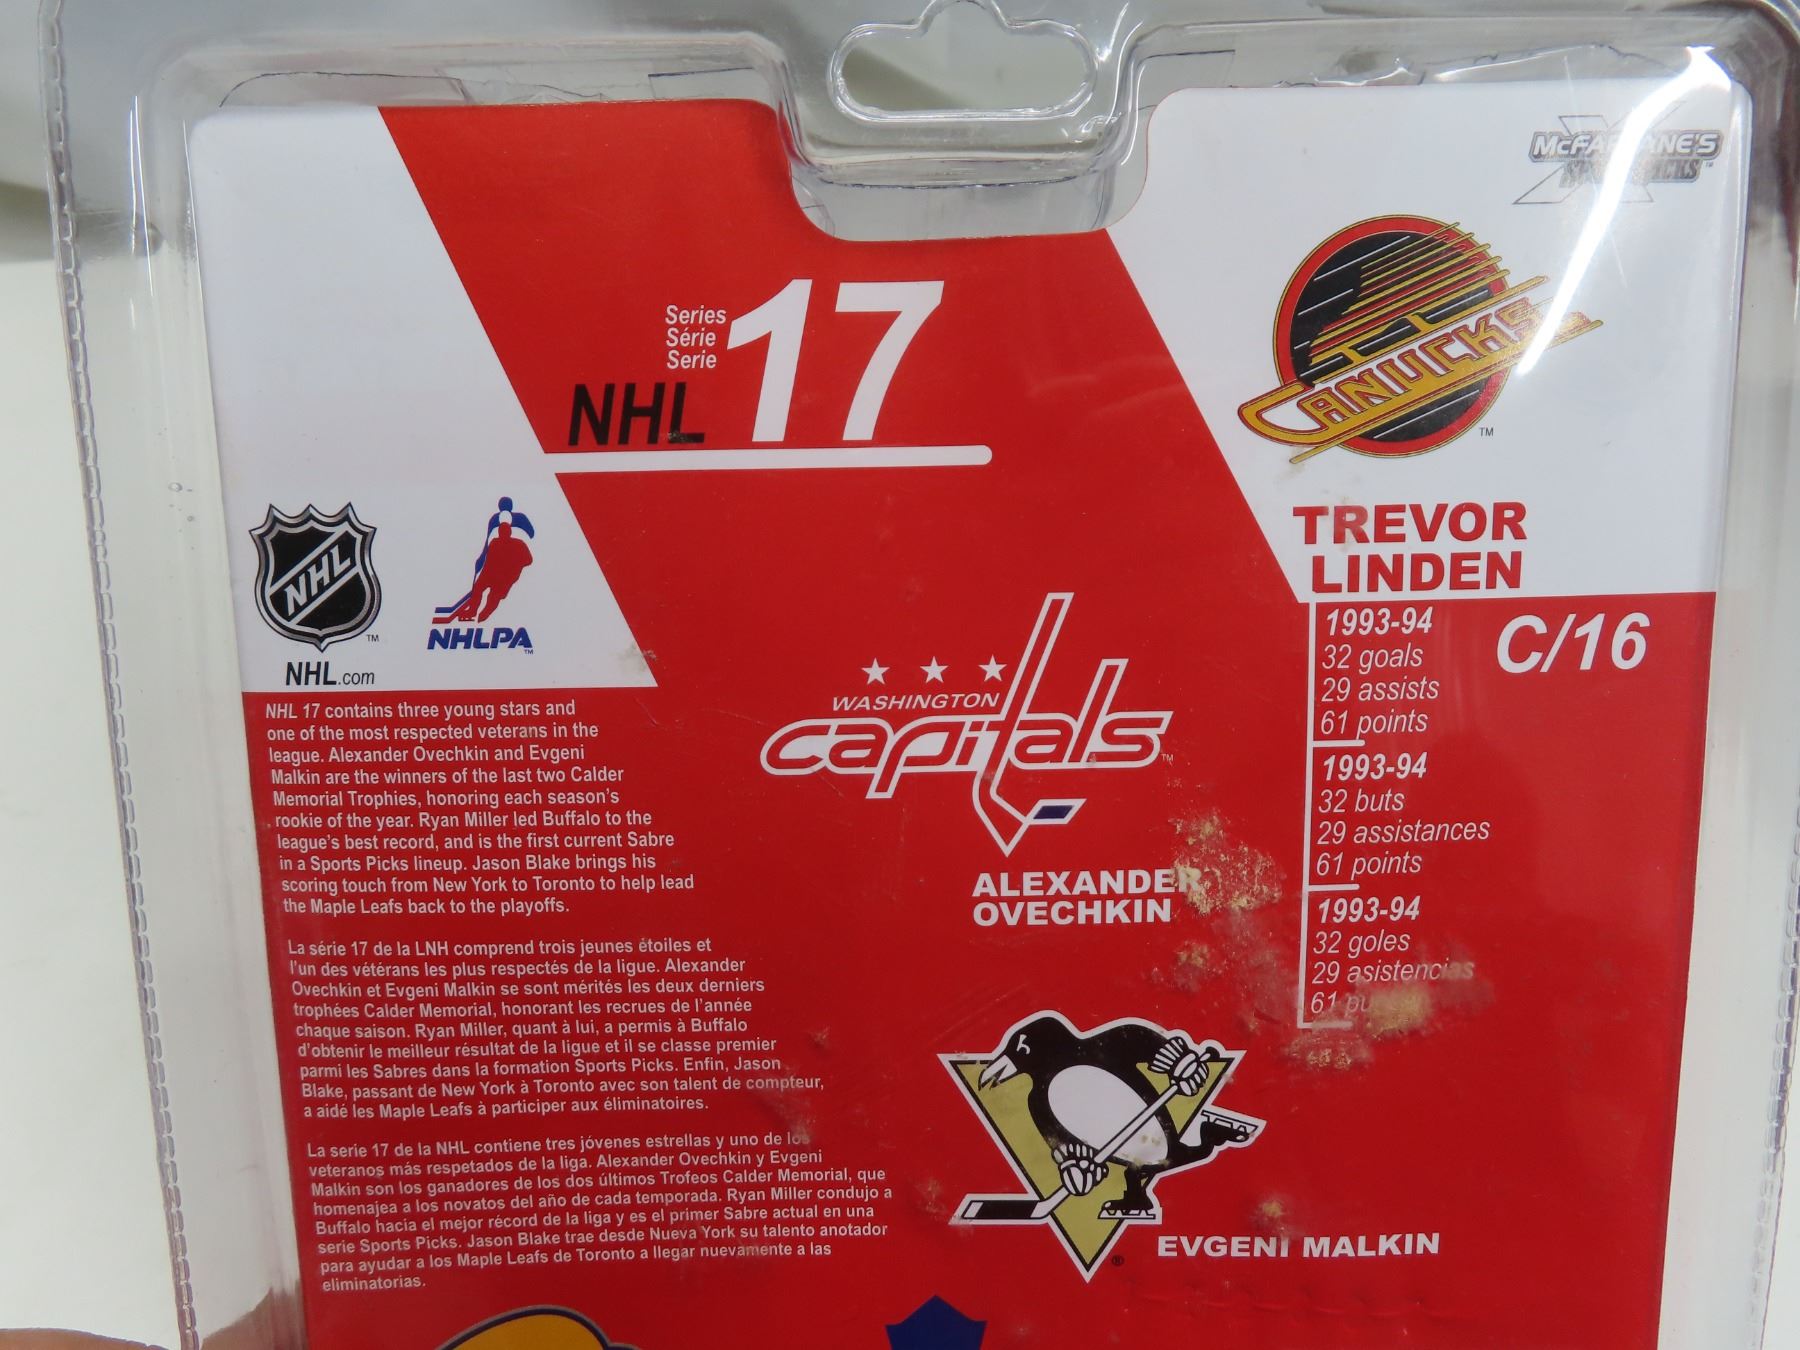 McFARLANE'S
SPORTS PICKS
Series
Série
Serie
17
NHL
CANUCKS
TM
NHL
TM
NHL.com
NHLPA
TM
TREVOR
LINDEN
C/16
1993-94
32 goals
29 assists
61 points
1993-94
32 buts
29 assistances
61 points
1993-94
32 goles
29 asistencias
61
NHL 17 contains three young stars and
one of the most respected veterans in the
league. Alexander Ovechkin and Evgeni
Malkin are the winners of the last two Calder
Memorial Trophies, honoring each season's
rookie of the year. Ryan Miller led Buffalo to the
league's best record, and is the first current Sabre
in a Sports Picks lineup. Jason Blake brings his
scoring touch from New York to Toronto to help lead
the Maple Leafs back to the playoffs.
La série 17 de la LNH comprend trois jeunes étoiles et
l'un des vétérans les plus respectés de la ligue. Alexander
Ovechkin et Evgeni Malkin se sont mérités les deux derniers
trophées Calder Memorial, honorant les recrues de l'année
chaque saison. Ryan Miller, quant à lui, a permis à Buffalo
d'obtenir le meilleur résultat de la ligue et il se classe premier
parmi les Sabres dans la formation Sports Picks. Enfin, Jason
Blake, passant de New York à Toronto avec son talent de compteur,
a aidé les Maple Leafs à participer aux éliminatoires.
La serie 17 de la NHL contiene tres jóvenes estrellas y uno de los
veteranos más respetados de la liga. Alexander Ovechkin y Evgeni
Malkin son los ganadores de los dos últimos Trofeos Calder Memorial, que
homenajea a los novatos del año de cada temporada. Ryan Miller condujo a
Buffalo hacia el mejor récord de la liga y es el primer Sabre actual en una
serie Sports Picks. Jason Blake trae desde Nueva York su talento anotador
para ayudar a los Maple Leafs de Toronto a llegar nuevamente a las
eliminatorias.
WASHINGTON
capitals
TM
ALEXANDER
OVECHKIN
EVGENI MALKIN
®